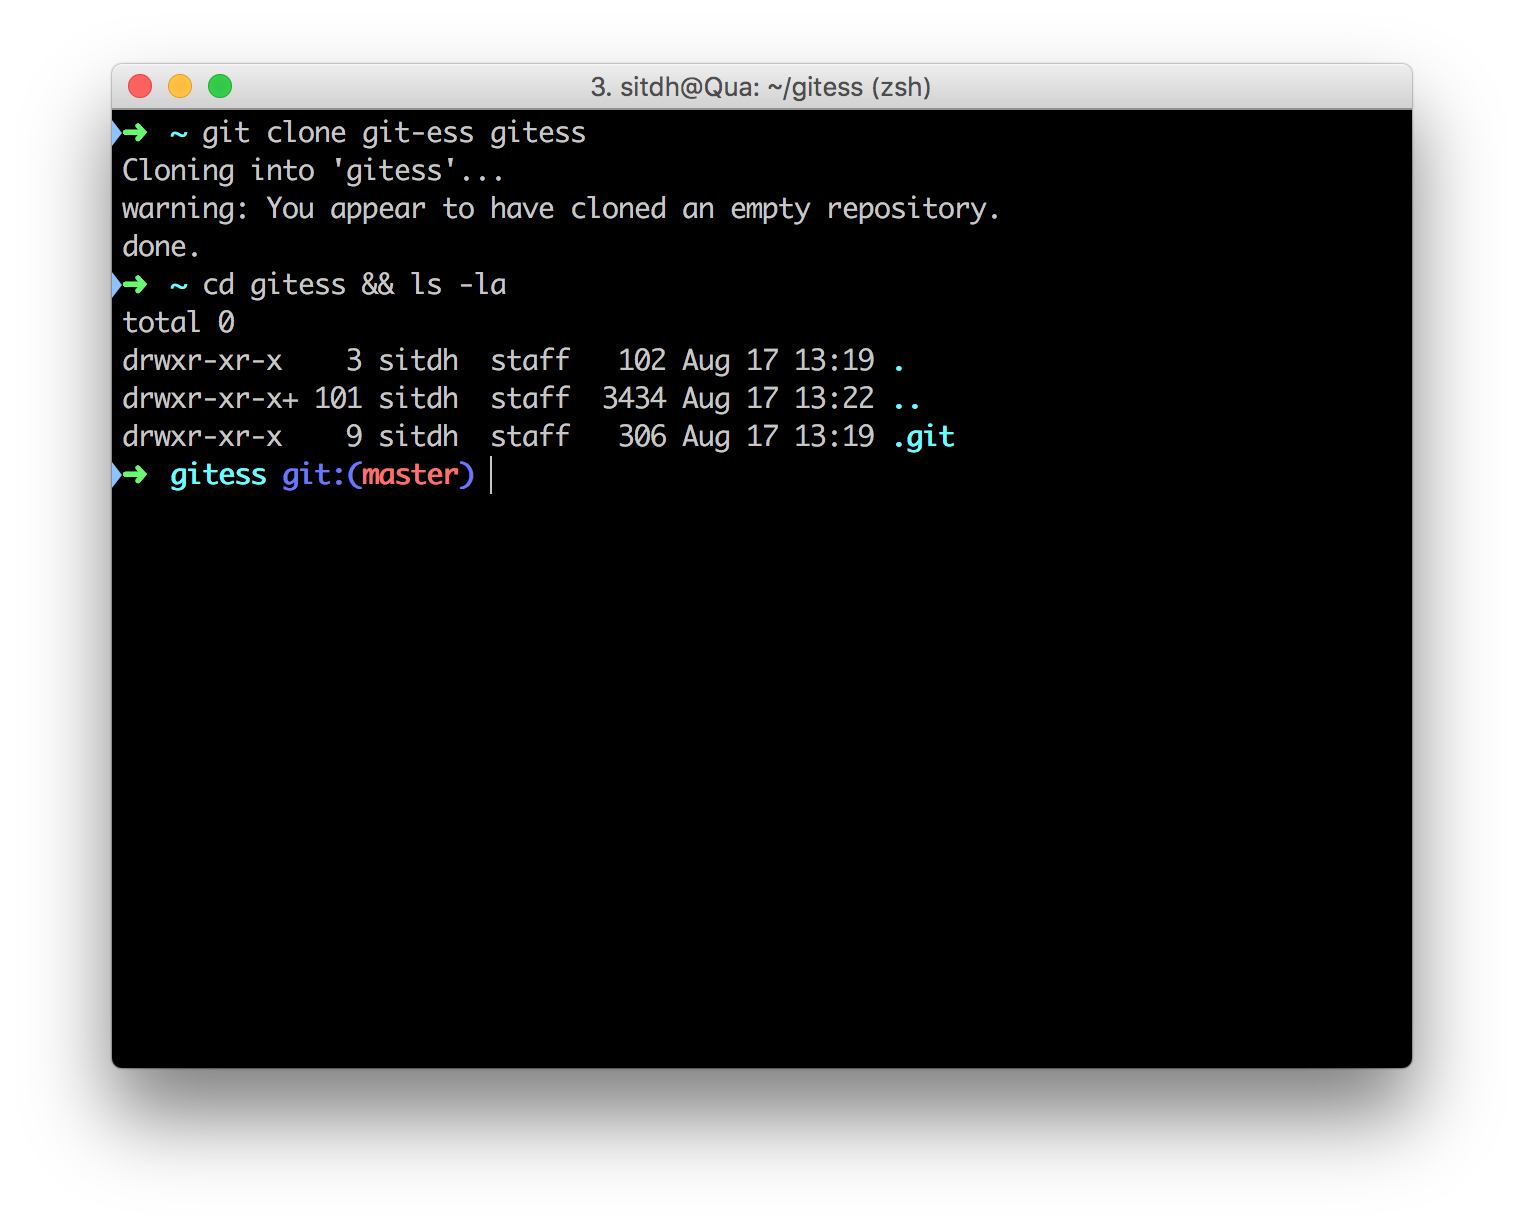 3. sitdh@Qua: ~/gitess (zsh)
➜  ~ git clone git-ess gitess
Cloning into 'gitess'...
warning: You appear to have cloned an empty repository.
done.
➜  ~ cd gitess && ls -la
total 0
drwxr-xr-x    3 sitdh  staff   102 Aug 17 13:19 .
drwxr-xr-x+ 101 sitdh  staff  3434 Aug 17 13:22 ..
drwxr-xr-x    9 sitdh  staff   306 Aug 17 13:19 .git
➜  gitess git:(master)